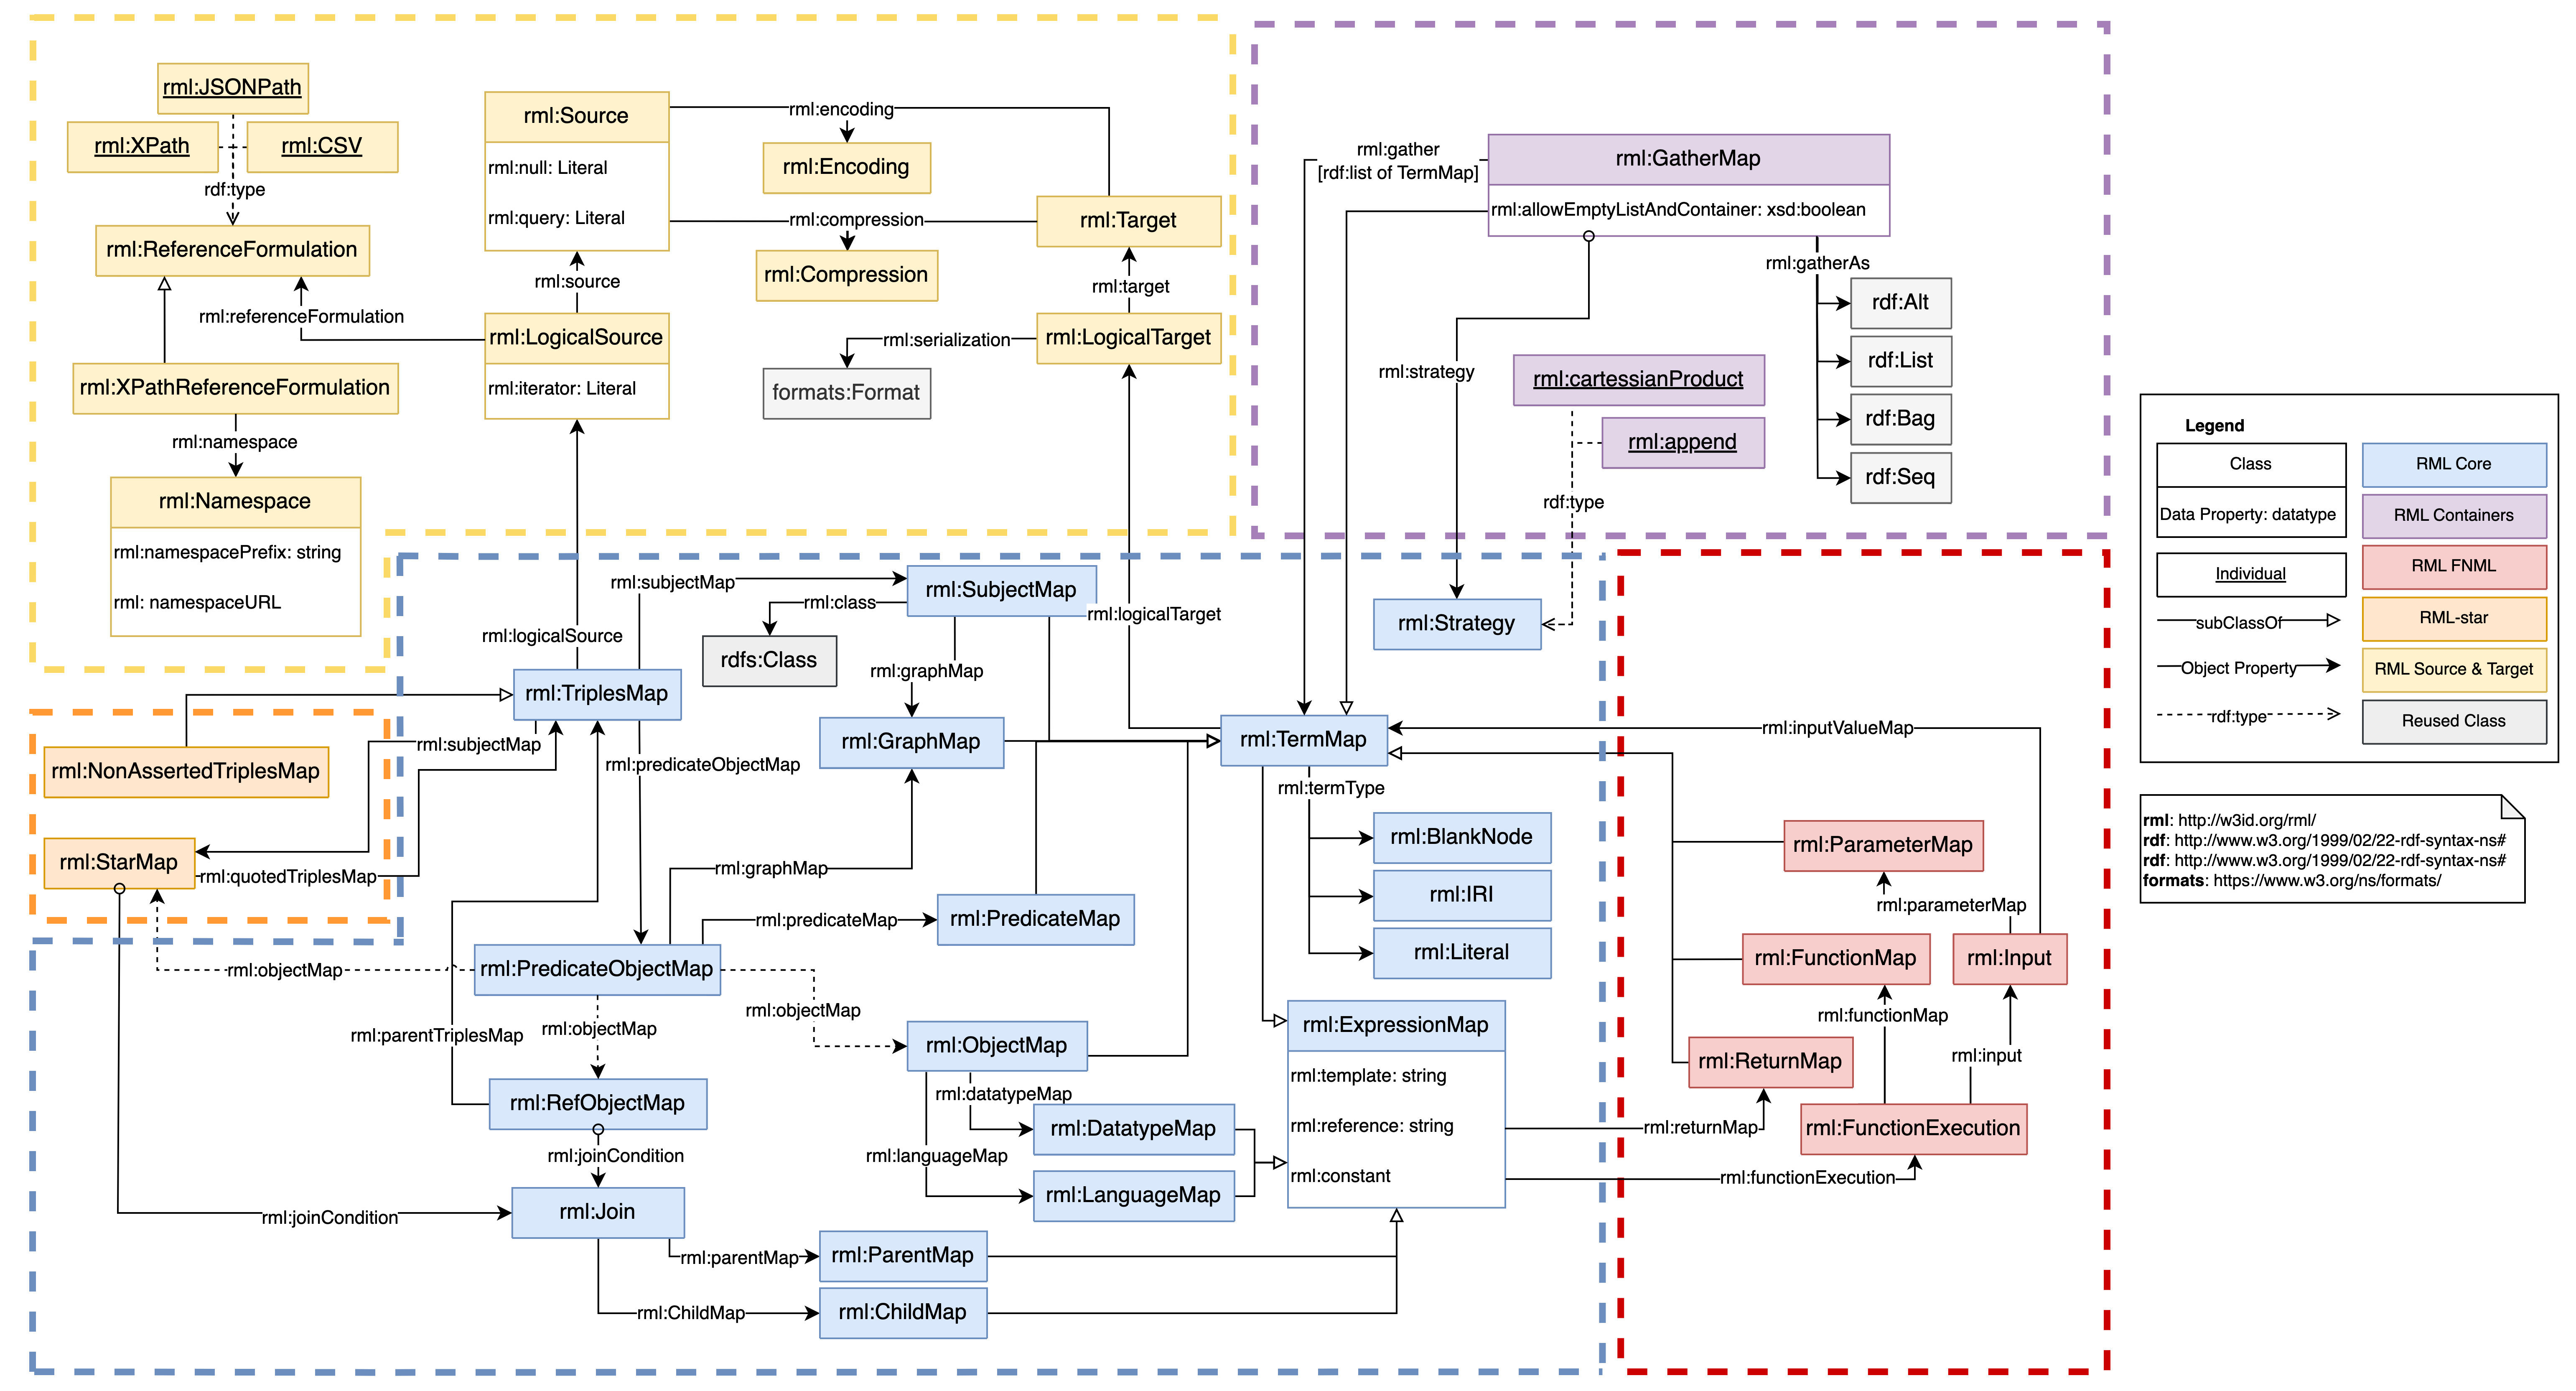 rml:JSONPath
rml:XPath
rml:CSV
rdf:type
rml:ReferenceFormulation
rml:referenceFormulation
rml:XPathReferenceFormulation
rml:namespace
rml:Namespace
rml:namespacePrefix: string
rml: namespaceURL
rml:Source
rml:null: Literal
rml:query: Literal
rml:source
rml:LogicalSource
rml:iterator: Literal
rml:encoding
rml:Encoding
rml:compression
rml:Compression
rml:Target
rml:target
rml:serialization
rml:LogicalTarget
formats:Format
rml:gather
[rdf:list of TermMap]
rml:GatherMap
rml:allowEmptyListAndContainer: xsd:boolean
rml:gatherAs
rdf:Alt
rdf:List
rdf:Bag
rdf:Seq
rml:strategy
rml:cartessianProduct
rml:append
rdf:type
rml:Strategy
Legend
Class
Data Property: datatype
Individual
subClassOf
Object Property
rdf:type
RML Core
RML Containers
RML FNML
RML-star
RML Source & Target
Reused Class
rml: http://w3id.org/rml/
rdf: http://www.w3.org/1999/02/22-rdf-syntax-ns#
rdf: http://www.w3.org/1999/02/22-rdf-syntax-ns#
formats: https://www.w3.org/ns/formats/
rml:logicalSource
rml:subjectMap
rml:SubjectMap
rml:class
rdfs:Class
rml:logicalTarget
rml:graphMap
rml:TriplesMap
rml:GraphMap
rml:TermMap
rml:inputValueMap
rml:NonAssertedTriplesMap
rml:subjectMap
rml:predicateObjectMap
rml:StarMap
rml:quotedTriplesMap
rml:graphMap
rml:predicateMap
rml:PredicateMap
rml:termType
rml:BlankNode
rml:IRI
rml:Literal
rml:objectMap
rml:PredicateObjectMap
rml:objectMap
rml:objectMap
rml:parentTriplesMap
rml:RefObjectMap
rml:joinCondition
rml:joinCondition
rml:Join
rml:parentMap
rml:ParentMap
rml:ChildMap
rml:ChildMap
rml:ObjectMap
rml:datatypeMap
rml:DatatypeMap
rml:languageMap
rml:LanguageMap
rml:ExpressionMap
rml:template: string
rml:reference: string
rml:constant
rml:ParameterMap
rml:parameterMap
rml:FunctionMap
rml:Input
rml:functionMap
rml:input
rml:ReturnMap
rml:returnMap
rml:FunctionExecution
rml:functionExecution